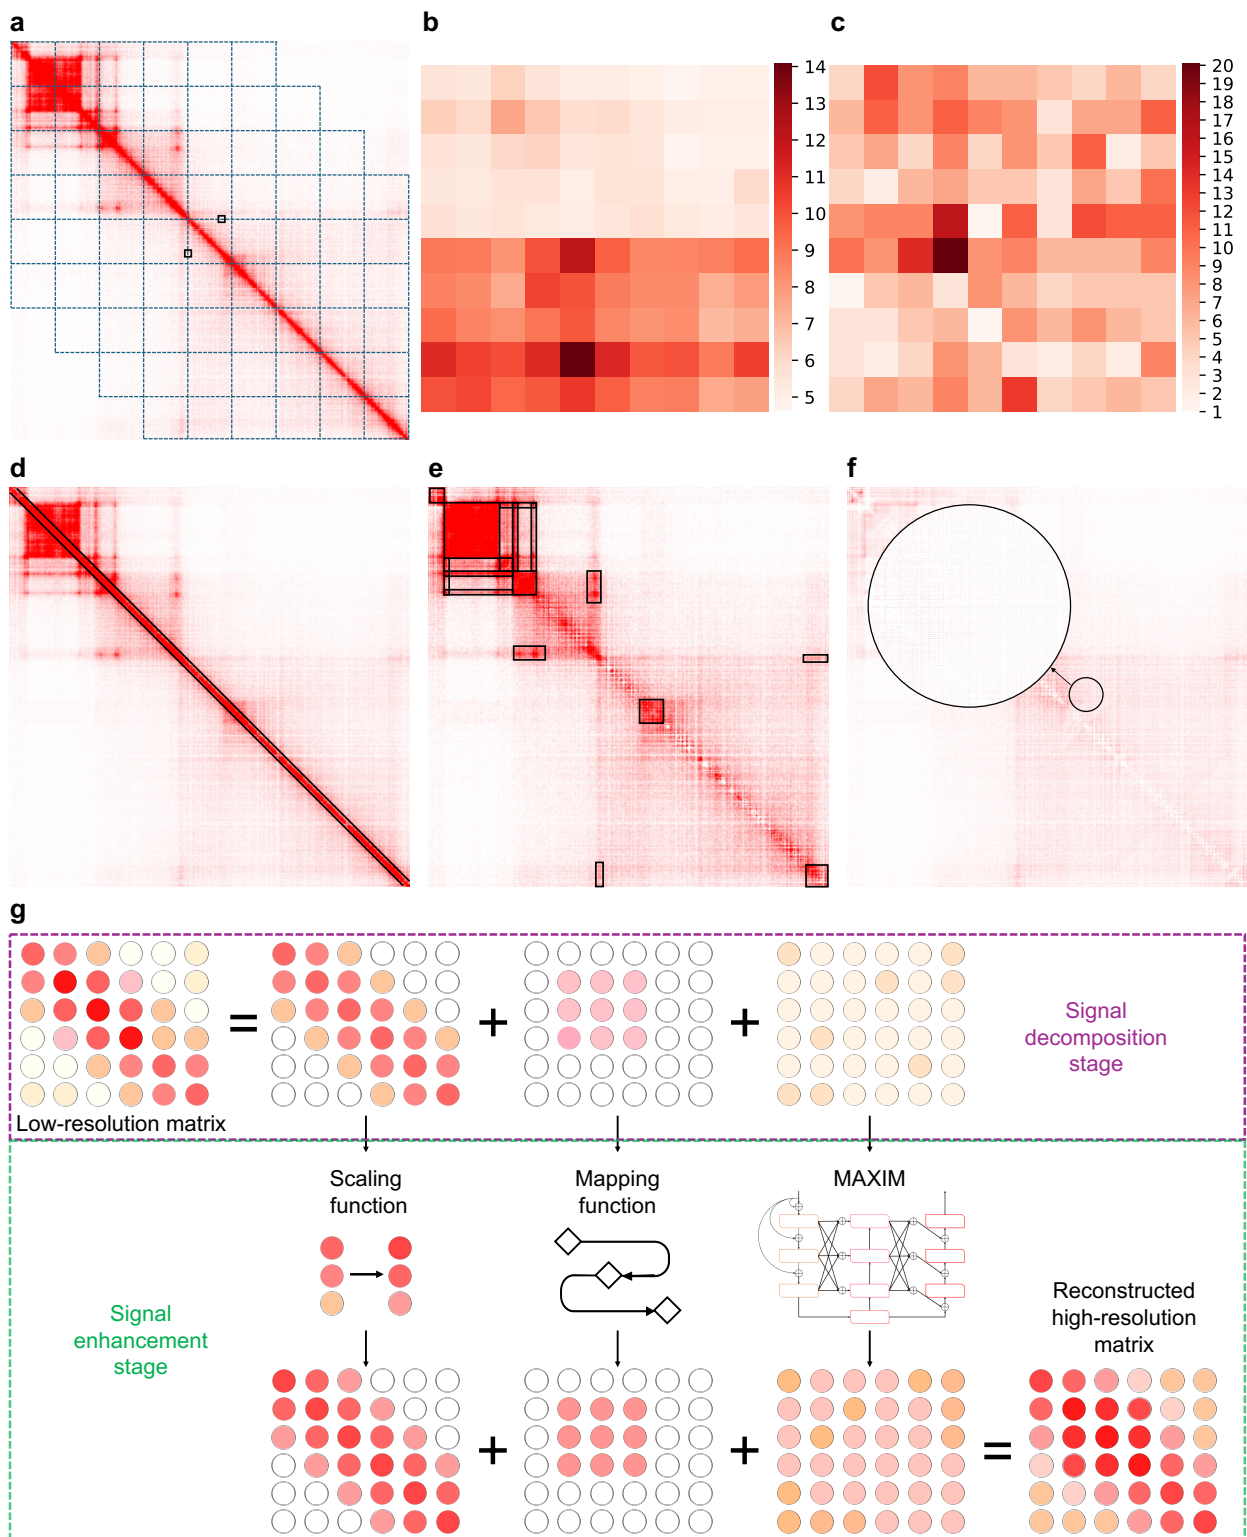 a
b
c
14
13
12
11
10
9
8
7
6
5
20
19
18
17
16
15
14
13
12
11
10
9
8
7
6
5
4
3
2
1
d
e
f
g
=
+
+
Signal
decomposition
stage
Low-resolution matrix
Scaling
function
Mapping
function
MAXIM
Signal
enhancement
stage
Reconstructed
high-resolution
matrix
+
+
=